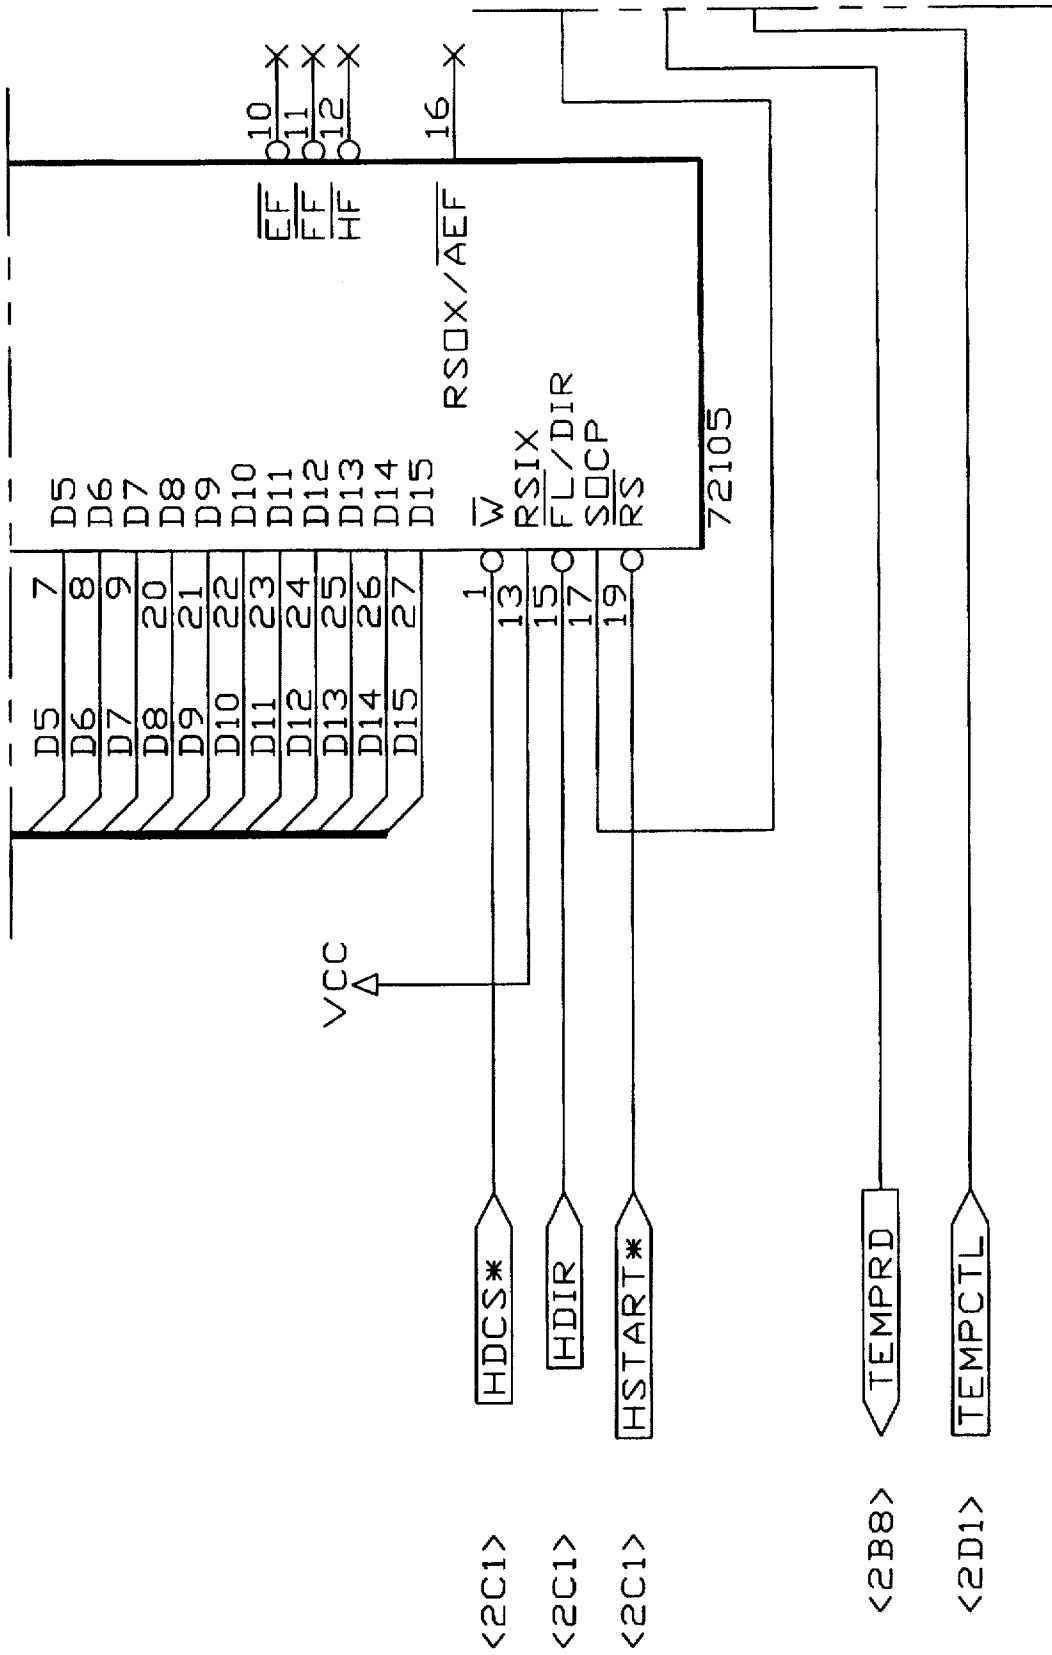 D5 7 D5
D6 8 D6
D7 9 D7
D8 20 D8
D9 21 D9
D10 22 D10
D11 23 D11
D12 24 D12
D13 25 D13
D14 26 D14
D15 27 D15
EF 10
FF 11
HF 12
RSOX/AEF 16
VCC
<2C1> HDCS* 1 W
13 RSIX
<2C1> HDIR 15 FL/DIR
17 SOCP
<2C1> HSTART* 19 RS
72105
<2B8> TEMPRD
<2D1> TEMPCTL